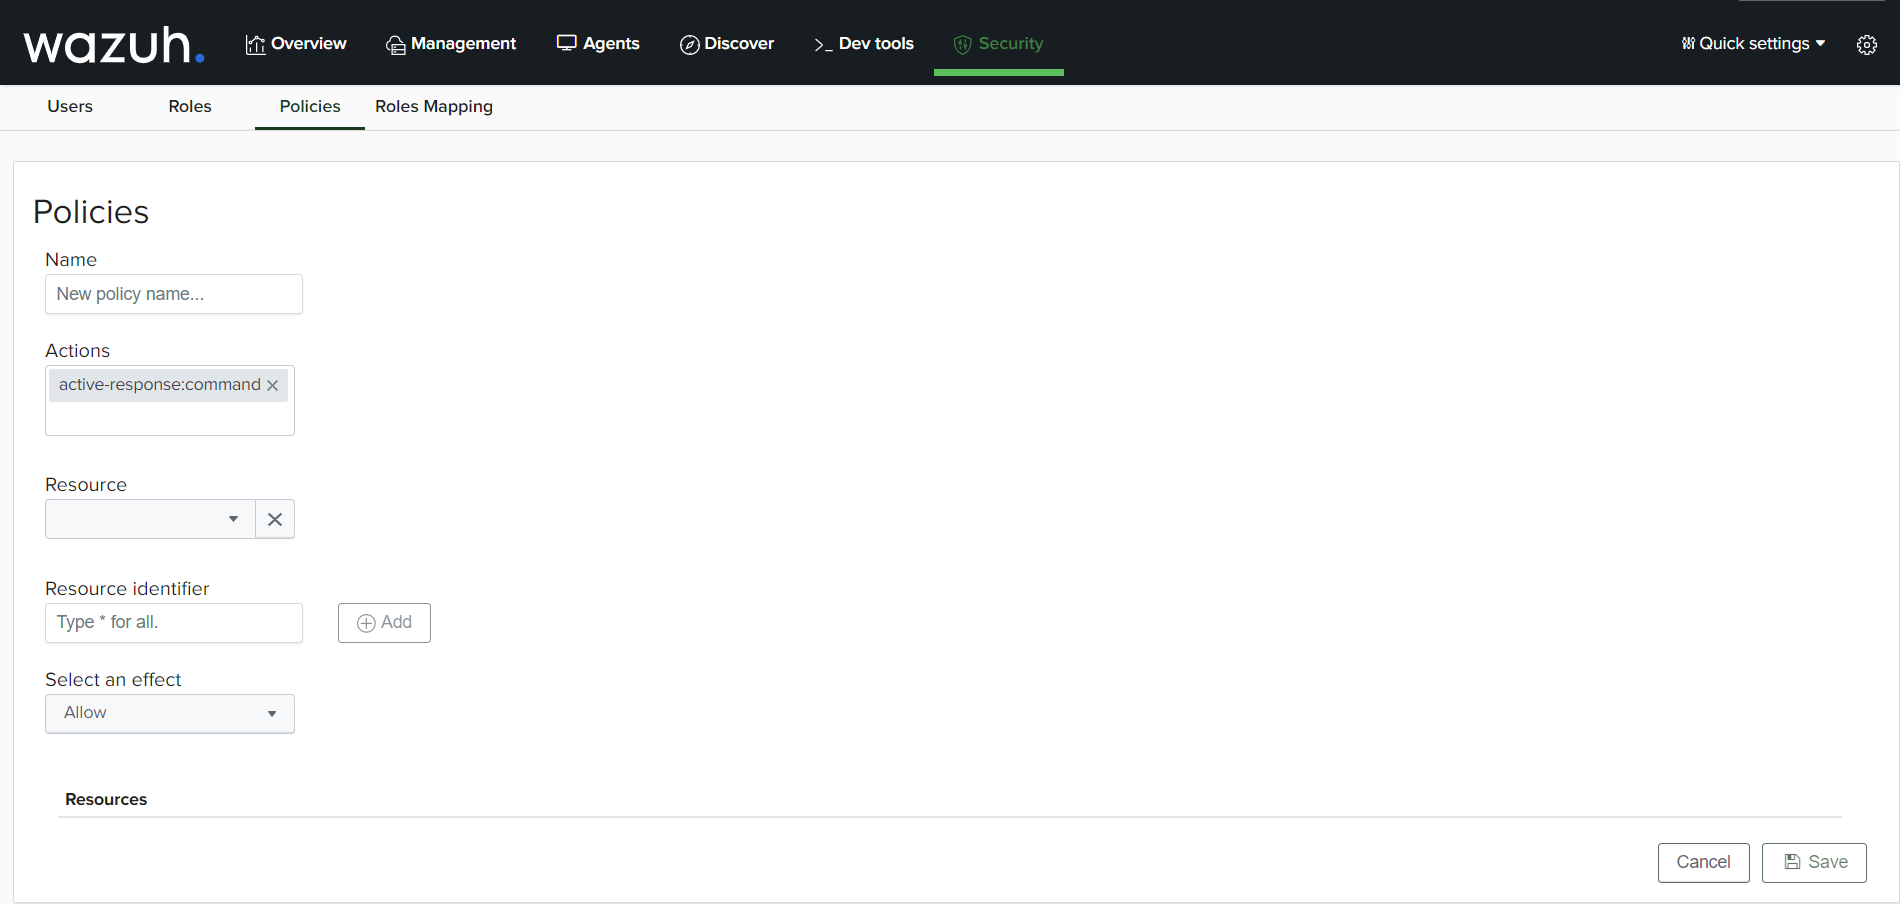 wazuh. Overview Management Agents Discover >_ Dev tools Security Quick settings
Users Roles Policies Roles Mapping
Policies
Name
New policy name...
Actions
active-response:command
Resource
Resource identifier
Type * for all.
Add
Select an effect
Allow
Resources
Cancel Save